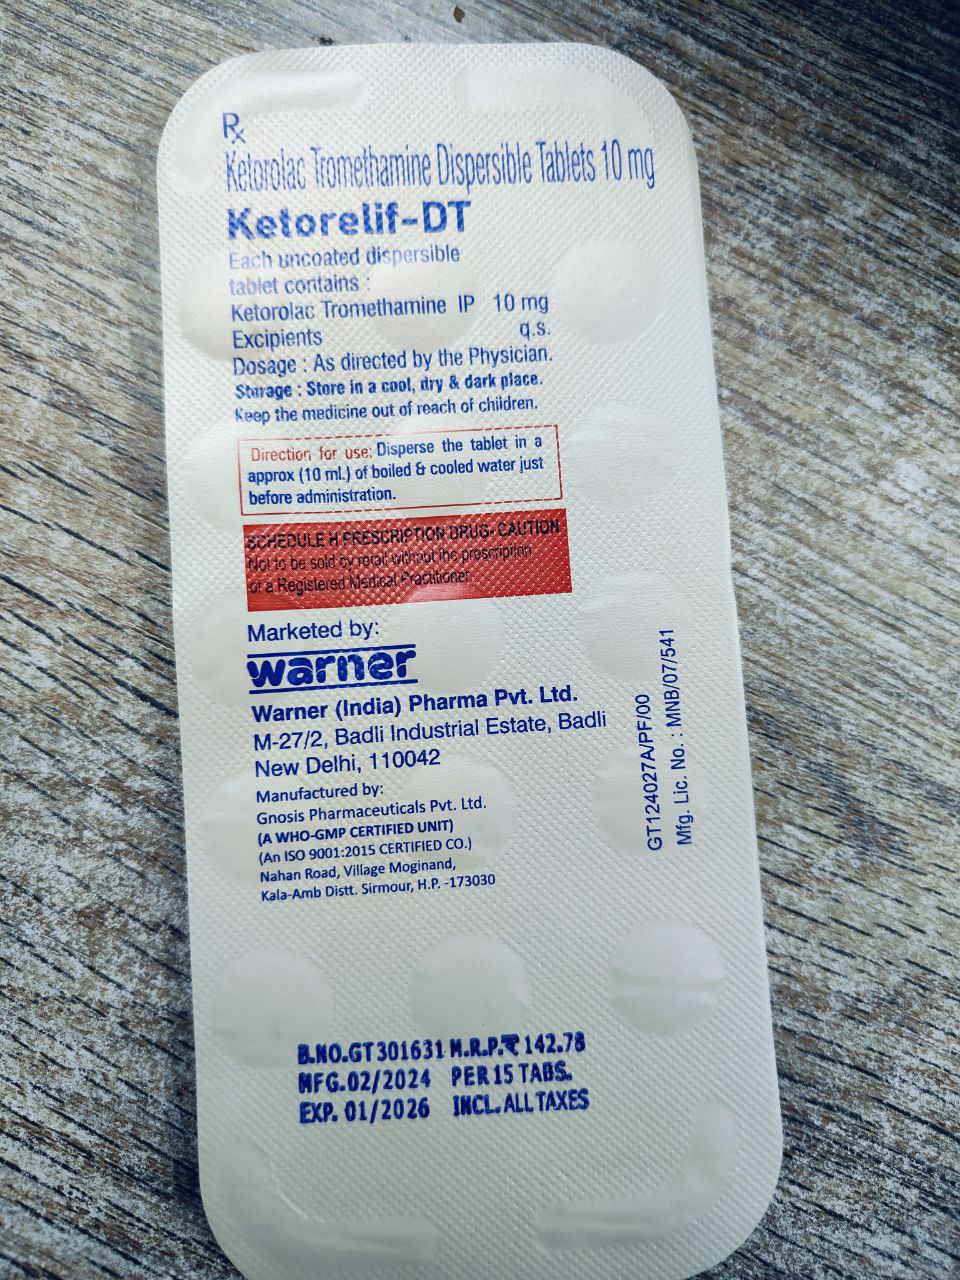 Rx
Ketorolac Tromethamine Dispersible Tablets 10 mg
Ketorelif-DT
Each uncoated dispersible
tablet contains :
Ketorolac Tromethamine IP 10 mg
Excipients q.s.
Dosage : As directed by the Physician.
Storage : Store in a cool, dry & dark place.
Keep the medicine out of reach of children.
Direction for use: Disperse the tablet in a
approx (10 ml.) of boiled & cooled water just
before administration.
SCHEDULE H PRESCRIPTION DRUG- CAUTION
Not to be sold by retail without the prescription
of a Registered Medical Practitioner.
Marketed by:
warner
Warner (India) Pharma Pvt. Ltd.
M-27/2, Badli Industrial Estate, Badli
New Delhi, 110042
Manufactured by:
Gnosis Pharmaceuticals Pvt. Ltd.
(A WHO-GMP CERTIFIED UNIT)
(An ISO 9001:2015 CERTIFIED CO.)
Nahan Road, Village Moginand,
Kala-Amb Distt. Sirmour, H.P. -173030
GT124027A/PF/00
Mfg. Lic. No. : MNB/07/541
B.NO.GT301631 M.R.P.₹ 142.78
MFG.02/2024 PER 15 TABS.
EXP. 01/2026 INCL. ALL TAXES